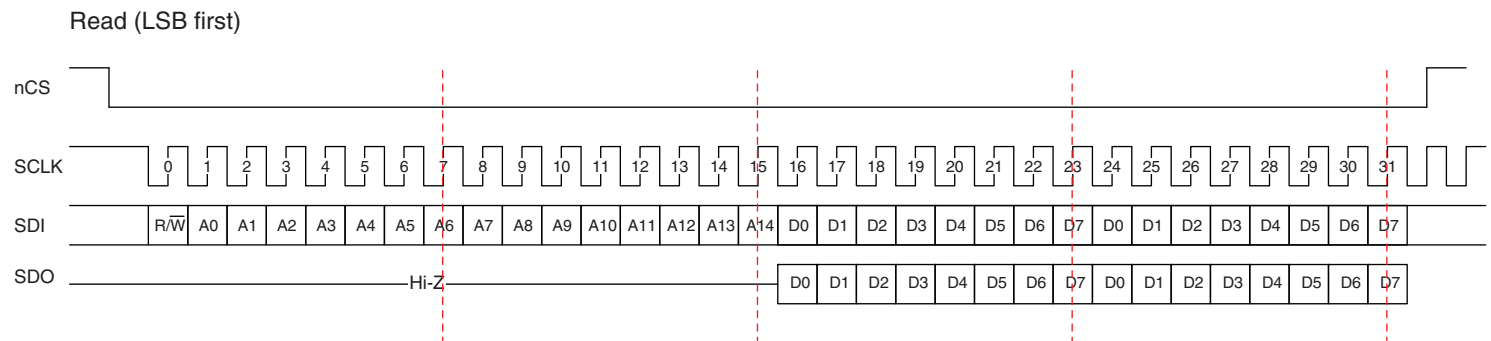 Read (LSB first)
nCS
SCLK 0 1 2 3 4 5 6 7 8 9 10 11 12 13 14 15 16 17 18 19 20 21 22 23 24 25 26 27 28 29 30 31
SDI R/W̅ A0 A1 A2 A3 A4 A5 A6 A7 A8 A9 A10 A11 A12 A13 A14 D0 D1 D2 D3 D4 D5 D6 D7 D0 D1 D2 D3 D4 D5 D6 D7
SDO Hi-Z D0 D1 D2 D3 D4 D5 D6 D7 D0 D1 D2 D3 D4 D5 D6 D7